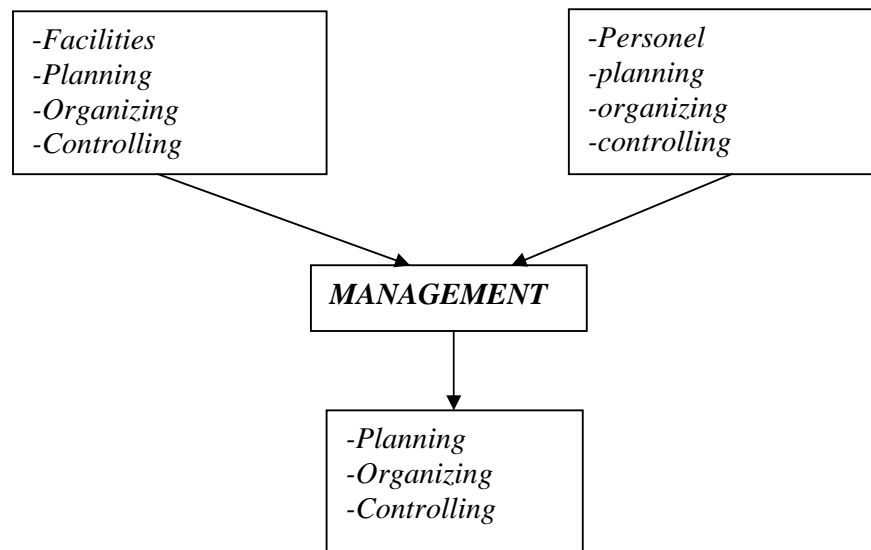 -Facilities
-Planning
-Organizing
-Controlling
-Personel
-planning
-organizing
-controlling
MANAGEMENT
-Planning
-Organizing
-Controlling